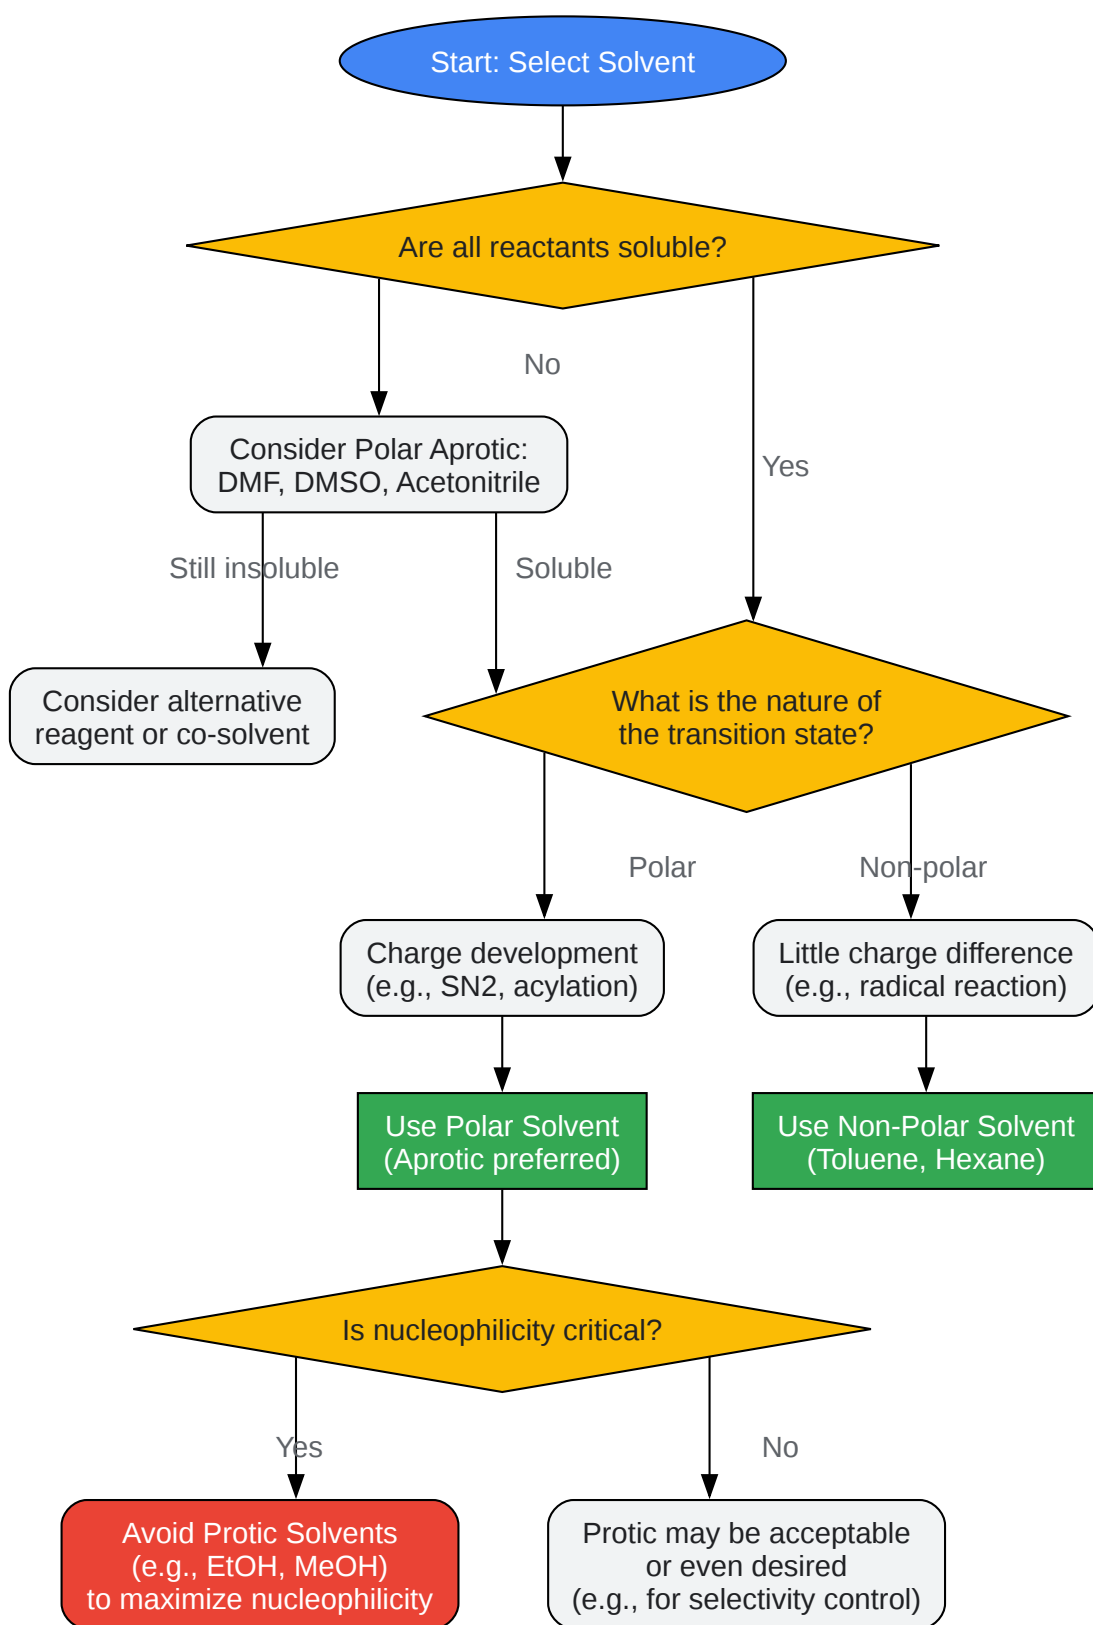 Start: Select Solvent
Are all reactants soluble?
No
Consider Polar Aprotic:
DMF, DMSO, Acetonitrile
Yes
Still insoluble
Soluble
Consider alternative
reagent or co-solvent
What is the nature of
the transition state?
Polar
Non-polar
Charge development
(e.g., SN2, acylation)
Little charge difference
(e.g., radical reaction)
Use Polar Solvent
(Aprotic preferred)
Use Non-Polar Solvent
(Toluene, Hexane)
Is nucleophilicity critical?
Yes
No
Avoid Protic Solvents
(e.g., EtOH, MeOH)
to maximize nucleophilicity
Protic may be acceptable
or even desired
(e.g., for selectivity control)